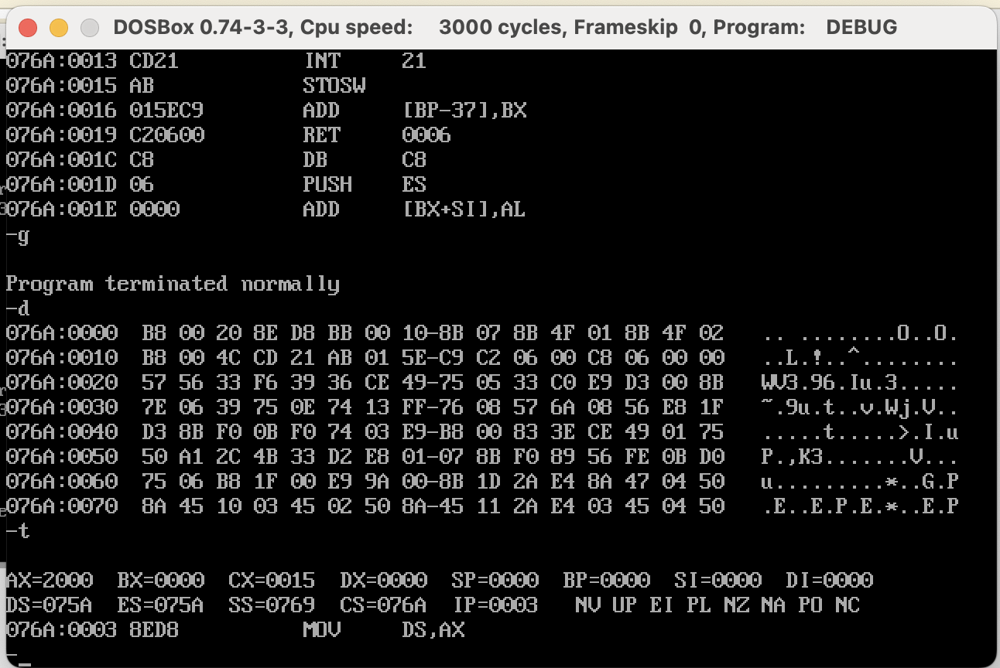 DOSBox 0.74-3-3, Cpu speed: 3000 cycles, Frameskip 0, Program: DEBUG
076A:0013 CD21 INT 21
076A:0015 AB STOSW
076A:0016 015EC9 ADD [BP-37],BX
076A:0019 C20600 RET 0006
076A:001C C8 DB C8
076A:001D 06 PUSH ES
076A:001E 0000 ADD [BX+SI],AL
-g
Program terminated normally
-d
076A:0000 B8 00 20 8E D8 BB 00 10-8B 07 8B 4F 01 8B 4F 02 .. ........O..O.
076A:0010 B8 00 4C CD 21 AB 01 5E-C9 C2 06 00 C8 06 00 00 ..L.!..^........
076A:0020 57 56 33 F6 39 36 CE 49-75 05 33 C0 E9 D3 00 8B WV3.96.Iu.3.....
076A:0030 7E 06 39 75 0E 74 13 FF-76 08 57 6A 08 56 E8 1F ~.9u.t..v.Wj.V..
076A:0040 D3 8B F0 0B F0 74 03 E9-B8 00 83 3E CE 49 01 75 .....t.....>.I.u
076A:0050 50 A1 2C 4B 33 D2 E8 01-07 8B F0 89 56 FE 0B D0 P.,K3.......V...
076A:0060 75 06 B8 1F 00 E9 9A 00-8B 1D 2A E4 8A 47 04 50 u.........*..G.P
076A:0070 8A 45 10 03 45 02 50 8A-45 11 2A E4 03 45 04 50 .E..E.P.E.*..E.P
-t
AX=2000 BX=0000 CX=0015 DX=0000 SP=0000 BP=0000 SI=0000 DI=0000
DS=075A ES=075A SS=0769 CS=076A IP=0003 NV UP EI PL NZ NA PO NC
076A:0003 8ED8 MOV DS,AX
-_